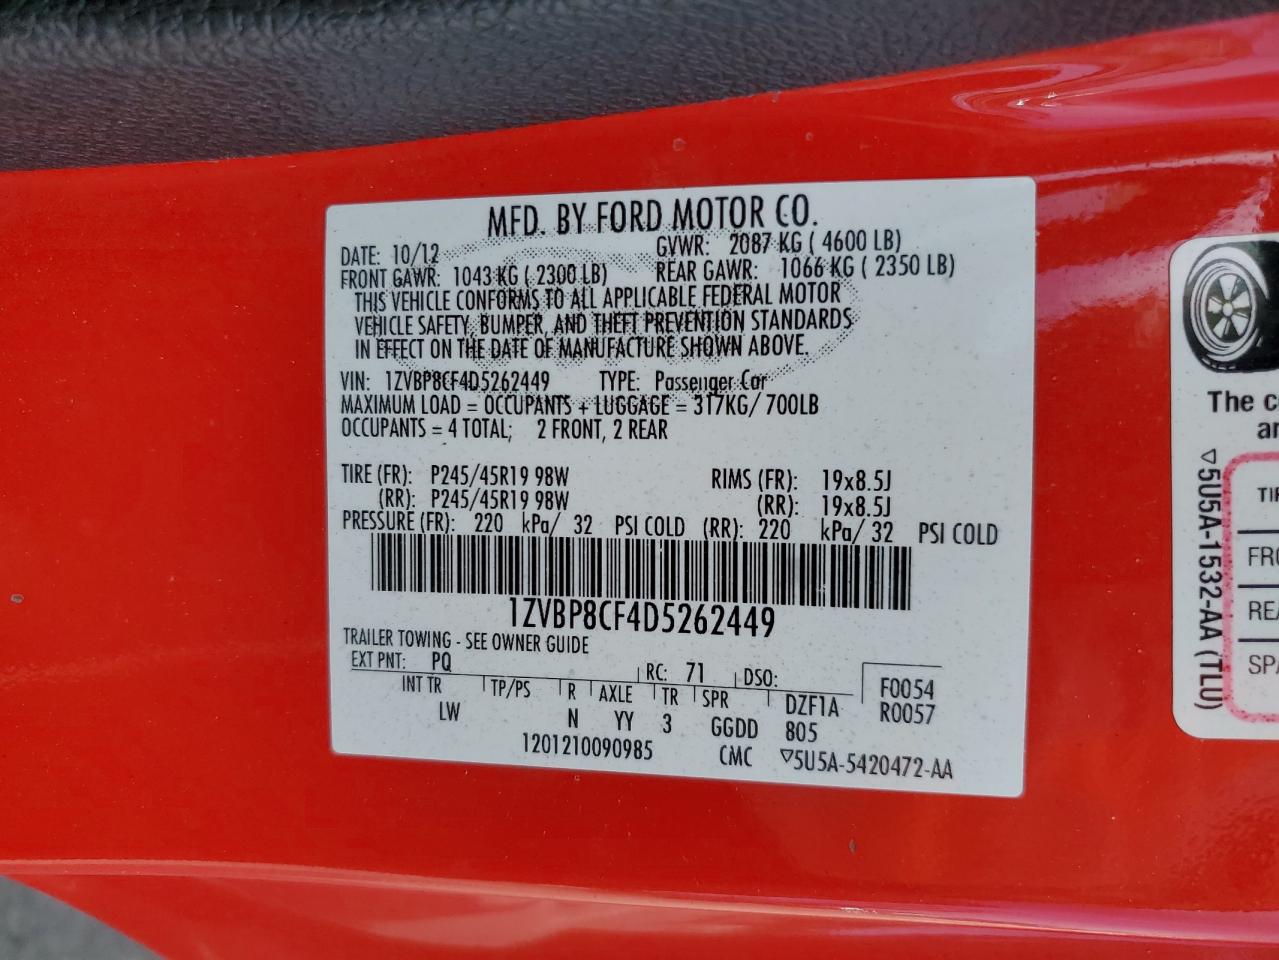 MFD. BY FORD MOTOR CO.
DATE: 10/12 GVWR: 2087 KG ( 4600 LB)
FRONT GAWR: 1043 KG ( 2300 LB) REAR GAWR: 1066 KG ( 2350 LB)
THIS VEHICLE CONFORMS TO ALL APPLICABLE FEDERAL MOTOR
VEHICLE SAFETY, BUMPER, AND THEFT PREVENTION STANDARDS
IN EFFECT ON THE DATE OF MANUFACTURE SHOWN ABOVE.
VIN: 1ZVBP8CF4D5262449 TYPE: Passenger Car
MAXIMUM LOAD = OCCUPANTS + LUGGAGE = 317KG/ 700LB
OCCUPANTS = 4 TOTAL; 2 FRONT, 2 REAR
TIRE (FR): P245/45R19 98W RIMS (FR): 19x8.5J
(RR): P245/45R19 98W (RR): 19x8.5J
PRESSURE (FR): 220 kPa/ 32 PSI COLD (RR): 220 kPa/ 32 PSI COLD
1ZVBP8CF4D5262449
TRAILER TOWING - SEE OWNER GUIDE
EXT PNT: PQ RC: 71 DSO:
INT TR TP/PS R AXLE TR SPR DZF1A
LW N YY 3 GGDD 805
F0054
R0057
1201210090985 CMC ▽5U5A-5420472-AA
The
▽5U5A-1532-AA (TLU)